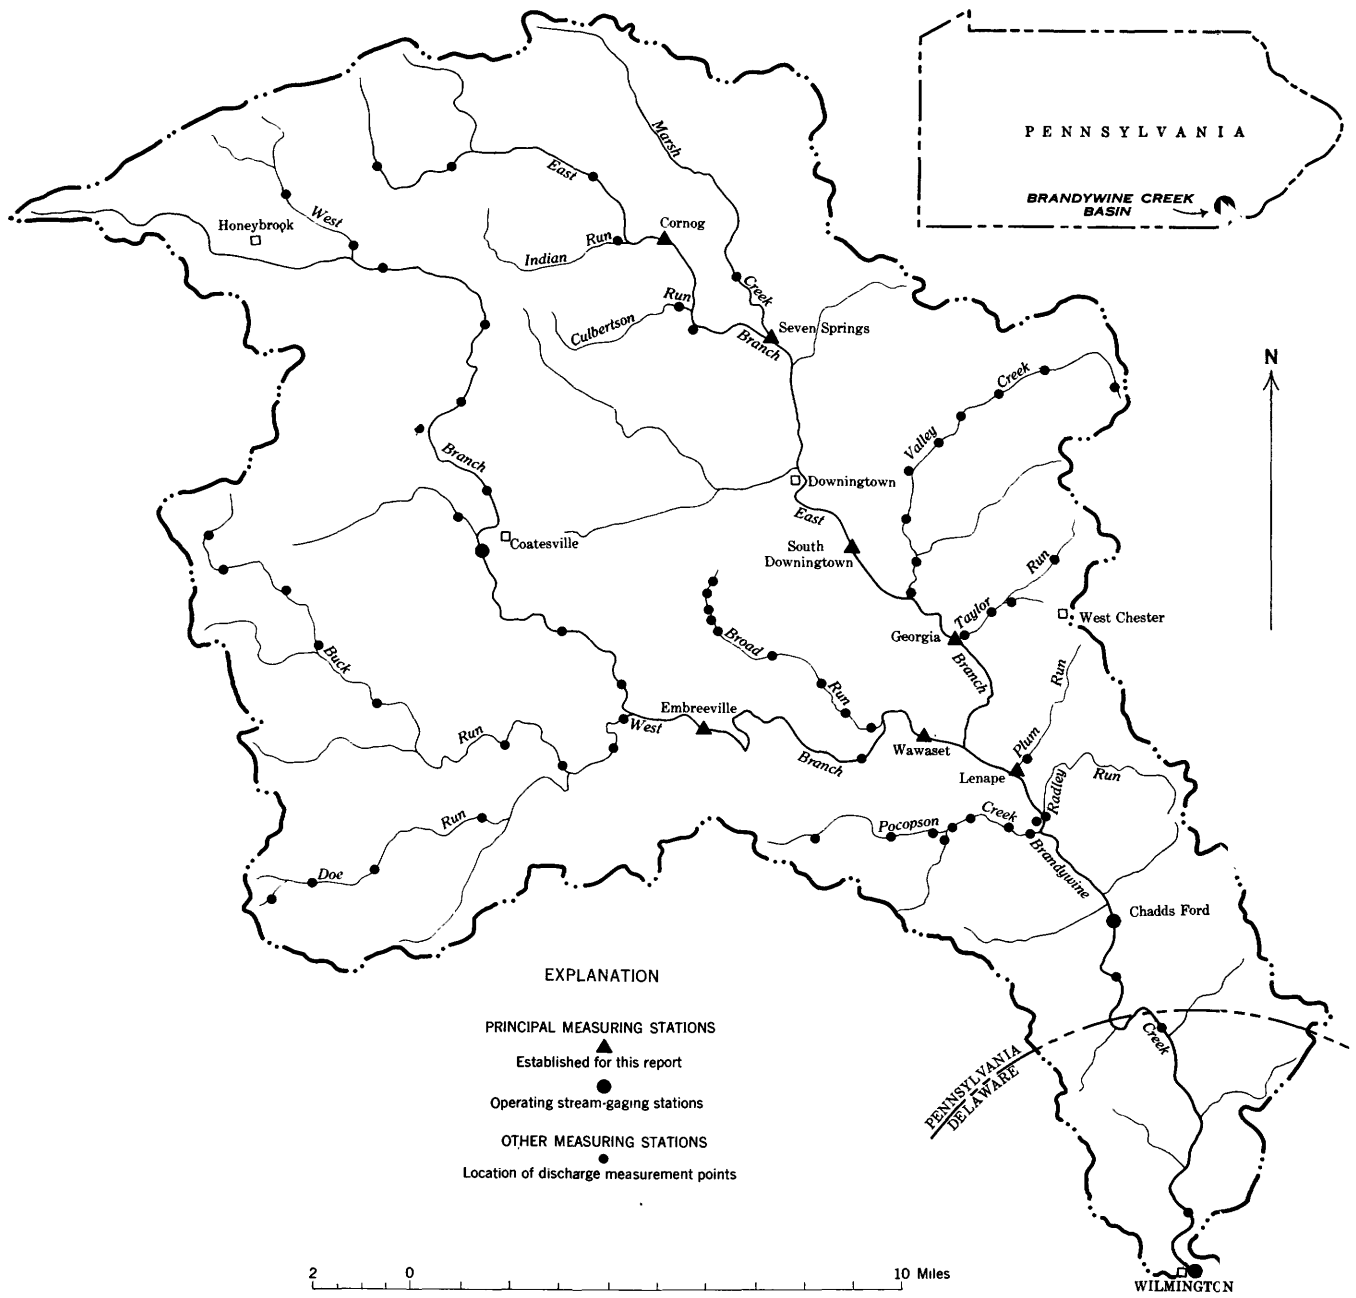 PENNSYLVANIA
BRANDYWINE CREEK
BASIN
Marsh
East
West
Honeybrook
Cornog
Run
Indian
Creek
Run
Culbertson
Branch
Seven Springs
N
Creek
Valley
Branch
Downingtown
East
Coatesville
South
Downingtown
Run
Taylor
West Chester
Georgia
Broad
Buck
Branch
Run
Run
Embreeville
West
Run
Wawaset
Plum
Branch
Lenape
Radley
Run
Run
Pocopson
Creek
Brandywine
Doe
Chadds Ford
EXPLANATION
PRINCIPAL MEASURING STATIONS
Established for this report
Operating stream-gaging stations
OTHER MEASURING STATIONS
Location of discharge measurement points
Creek
PENNSYLVANIA
DELAWARE
2 0 10 Miles
WILMINGTON